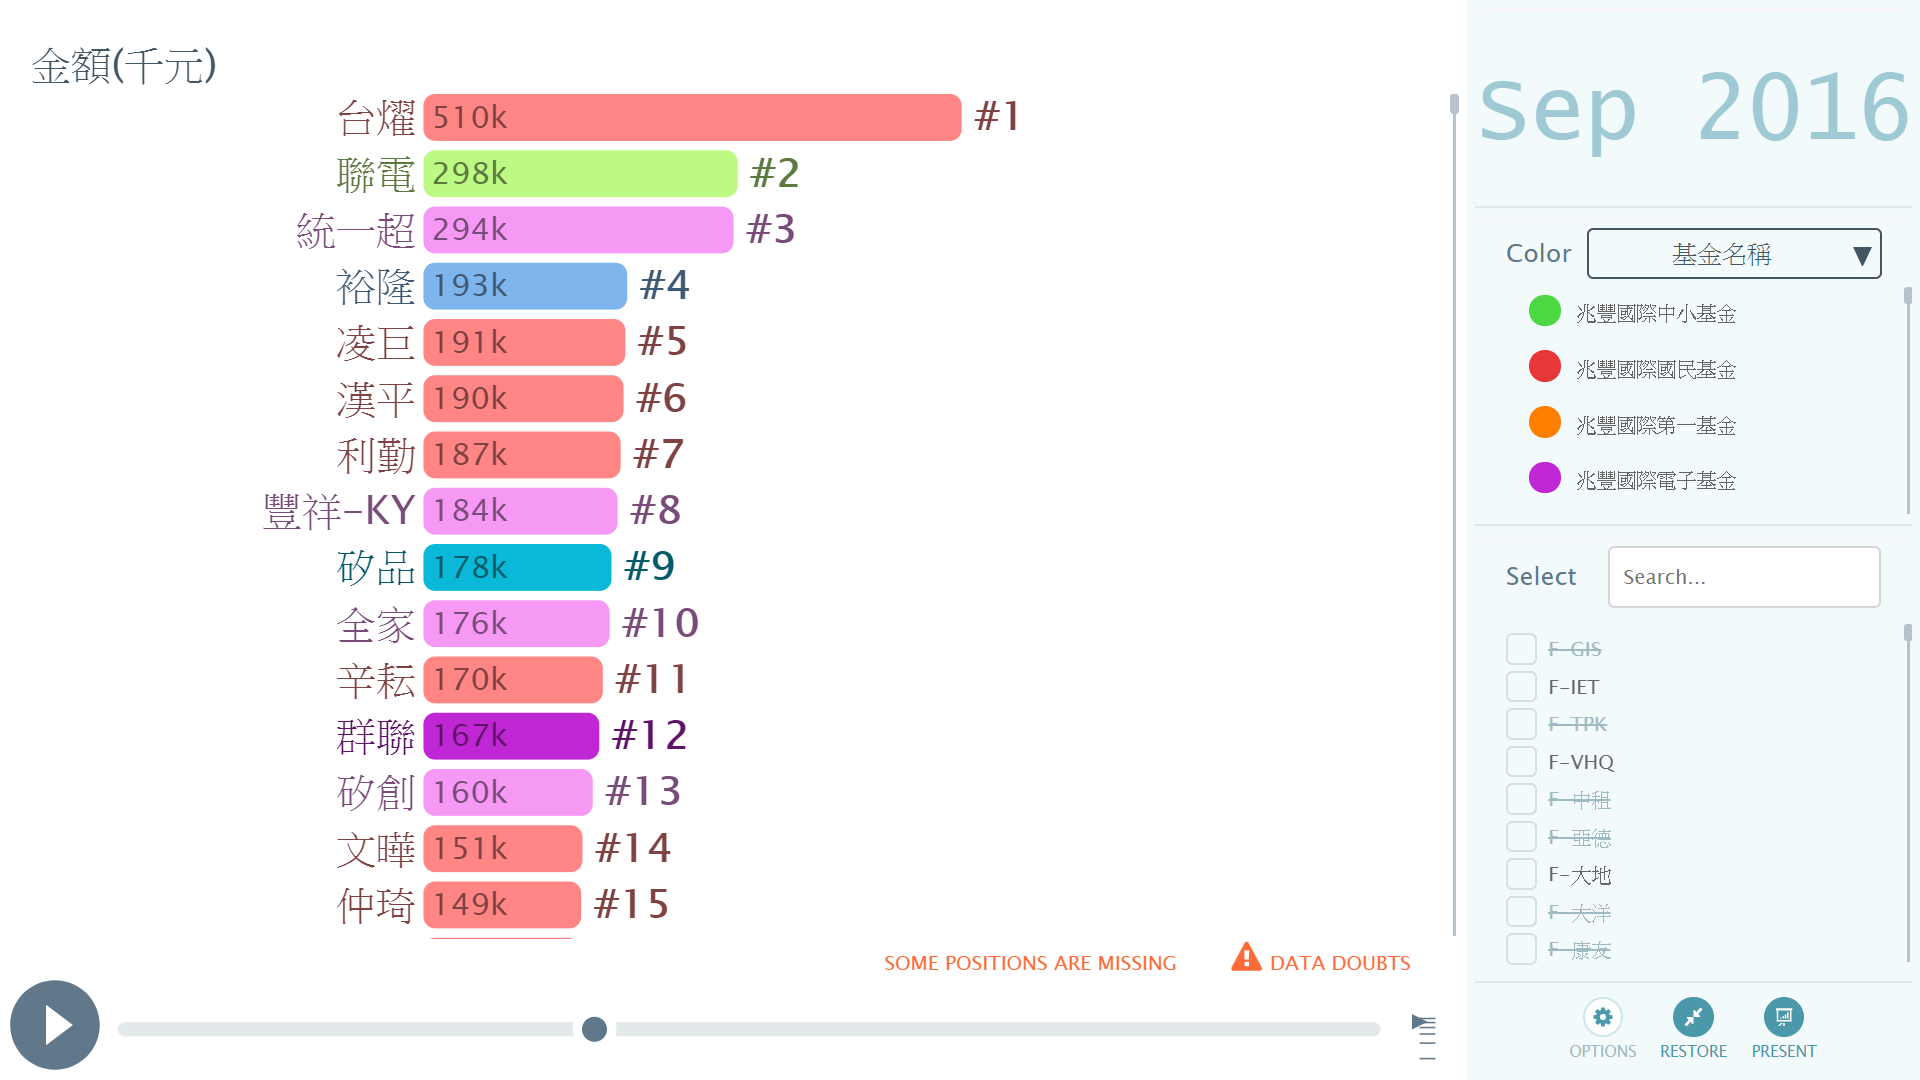 金額(千元)
台燿 510k #1
聯電 298k #2
統一超 294k #3
裕隆 193k #4
凌巨 191k #5
漢平 190k #6
利勤 187k #7
豐祥-KY 184k #8
矽品 178k #9
全家 176k #10
辛耘 170k #11
群聯 167k #12
矽創 160k #13
文曄 151k #14
仲琦 149k #15
SOME POSITIONS ARE MISSING
DATA DOUBTS
Sep 2016
Color 基金名稱 ▼
兆豐國際中小基金
兆豐國際國民基金
兆豐國際第一基金
兆豐國際電子基金
Select Search...
F-GIS
F-IET
F-TPK
F-VHQ
F-中租
F-亞德
F-大地
F-大洋
F-康友
OPTIONS
RESTORE
PRESENT